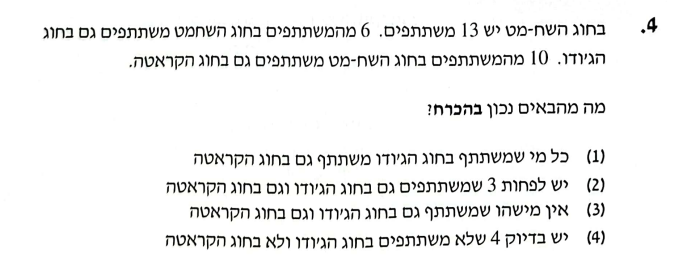 4. בחוג השח-מט יש 13 משתתפים. 6 מהמשתתפים בחוג השחמט משתתפים גם בחוג
הג'ודו. 10 מהמשתתפים בחוג השח-מט משתתפים גם בחוג הקראטה.
מה מהבאים נכון בהכרח?
(1) כל מי שמשתתף בחוג הג'ודו משתתף גם בחוג הקראטה
(2) יש לפחות 3 שמשתתפים גם בחוג הג'ודו וגם בחוג הקראטה
(3) אין מישהו שמשתתף גם בחוג הג'ודו וגם בחוג הקראטה
(4) יש בדיוק 4 שלא משתתפים בחוג הג'ודו ולא בחוג הקראטה